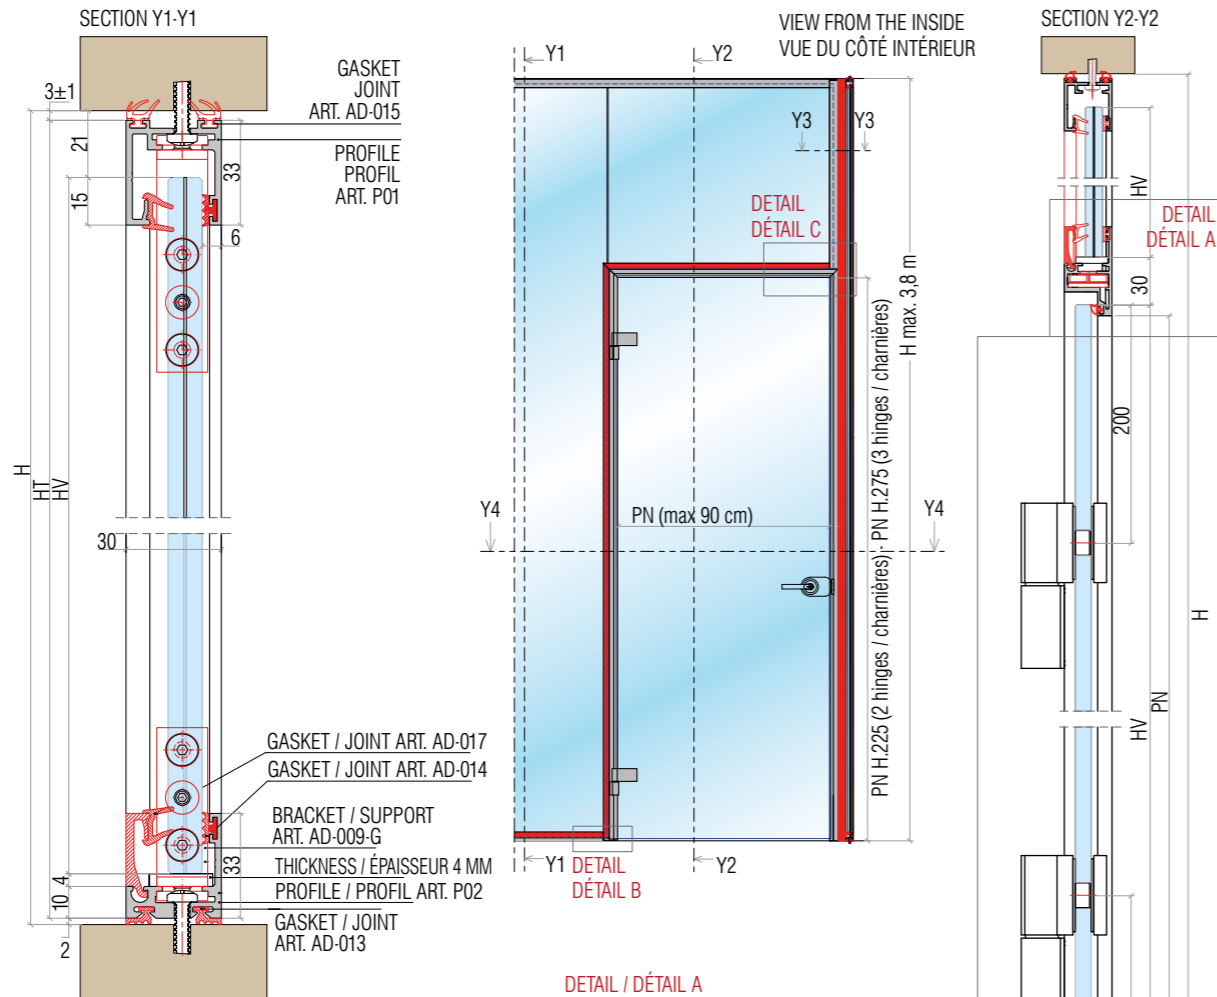 SECTION Y1-Y1
3±1
21
15
33
6
GASKET
JOINT
ART. AD-015
PROFILE
PROFIL
ART. P01
H
HT
HV
30
GASKET / JOINT ART. AD-017
GASKET / JOINT ART. AD-014
BRACKET / SUPPORT
ART. AD-009-G
THICKNESS / ÉPAISSEUR 4 MM
PROFILE / PROFIL ART. P02
GASKET / JOINT
ART. AD-013
33
4
10
2
VIEW FROM THE INSIDE
VUE DU CÔTÉ INTÉRIEUR
Y1
Y2
Y3
Y3
DETAIL
DÉTAIL C
PN (max 90 cm)
Y4
Y4
PN H.225 (2 hinges / charnières) - PN H.275 (3 hinges / charnières)
H max. 3,8 m
Y1
Y2
DETAIL
DÉTAIL B
DETAIL / DÉTAIL A
SECTION Y2-Y2
HV
DETAIL
DÉTAIL A
30
200
H
PN
HV